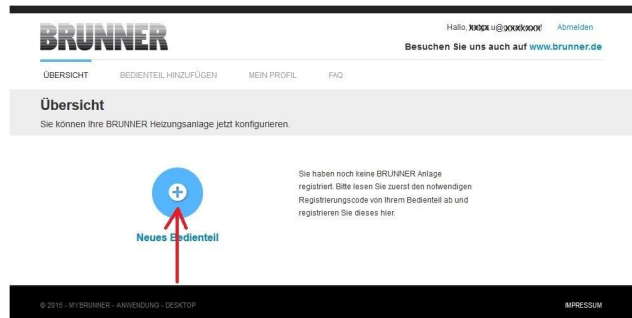 BRUNNER
Hallo, Abmelden
Besuchen Sie uns auch auf www.brunner.de
ÜBERSICHT BEDIENTEIL HINZUFÜGEN MEIN PROFIL FAQ
Übersicht
Sie können Ihre BRUNNER Heizungsanlage jetzt konfigurieren.
Sie haben noch keine BRUNNER Anlage
registriert. Bitte lesen Sie zuerst den notwendigen
Registrierungscode von Ihrem Bedienteil ab und
registrieren Sie dieses hier.
Neues Bedienteil
© 2015 - MYBRUNNER - ANWENDUNG - DESKTOP IMPRESSUM